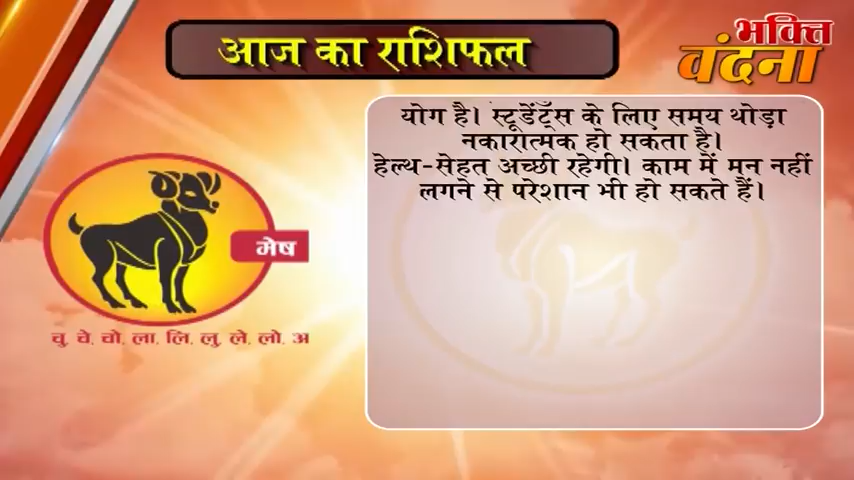 आज का राशिफल
भक्ति
वंदना
योग है। स्टूडेंट्स के लिए समय थोड़ा
नकारात्मक हो सकता है।
हेल्थ-सेहत अच्छी रहेगी। काम में मन नहीं
लगने से परेशान भी हो सकते हैं।
मेष
चु, चे, चो, ला, लि, लु, ले, लो, अ